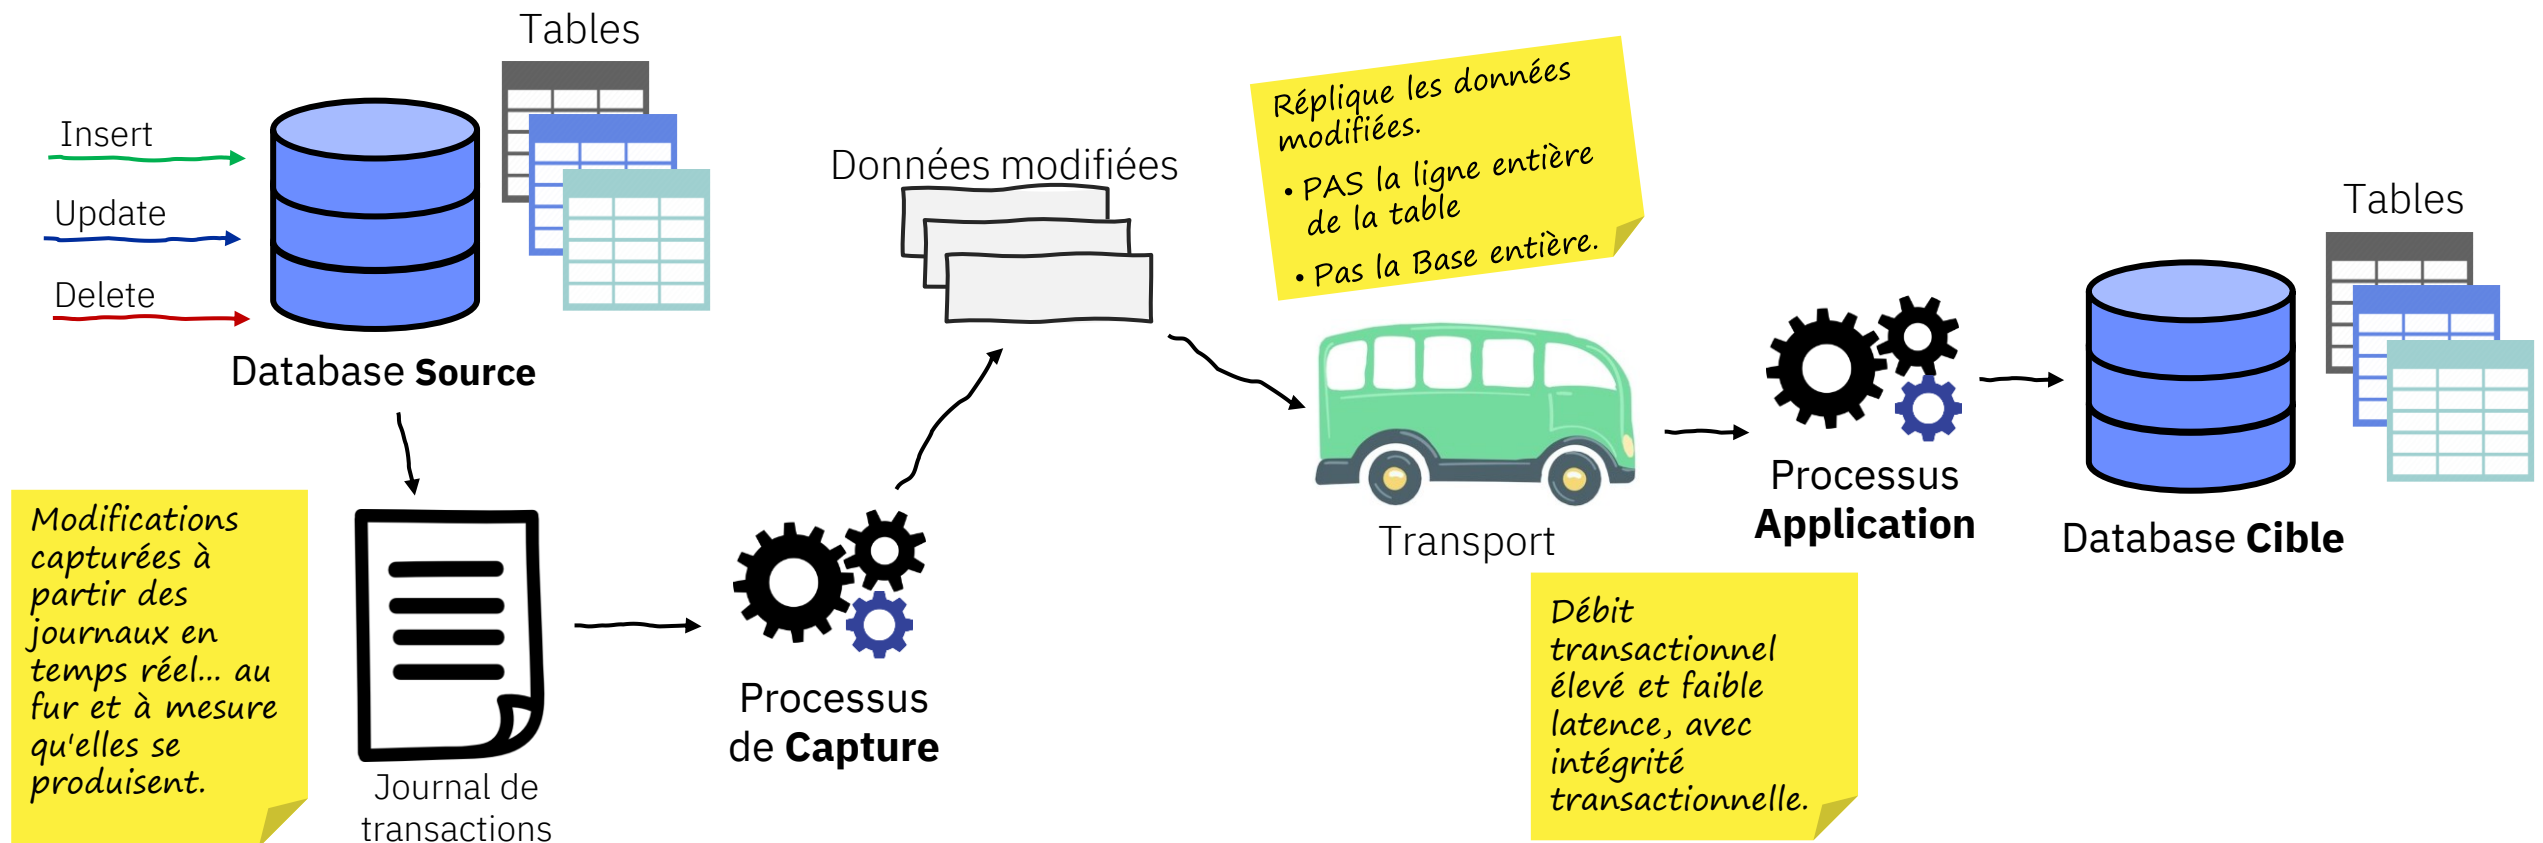 Tables
Insert
Update
Delete
Database Source
Modifications
capturées à
partir des
journaux en
temps réel... au
fur et à mesure
qu'elles se
produisent.
Journal de
transactions
Processus
de Capture
Données modifiées
Réplique les données
modifiées.
• PAS la ligne entière
de la table
• Pas la Base entière.
Transport
Processus
Application
Débit
transactionnel
élevé et faible
latence, avec
intégrité
transactionnelle.
Tables
Database Cible